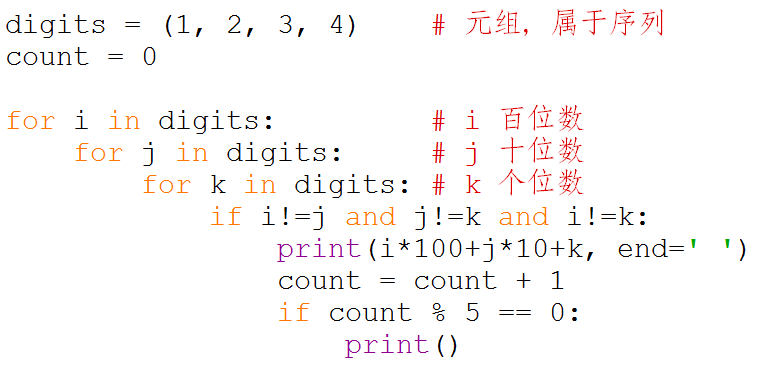 digits = (1, 2, 3, 4)    # 元组，属于序列
count = 0

for i in digits:         # i 百位数
    for j in digits:     # j 十位数
        for k in digits: # k 个位数
            if i!=j and j!=k and i!=k:
                print(i*100+j*10+k, end=' ')
                count = count + 1
                if count % 5 == 0:
                    print()